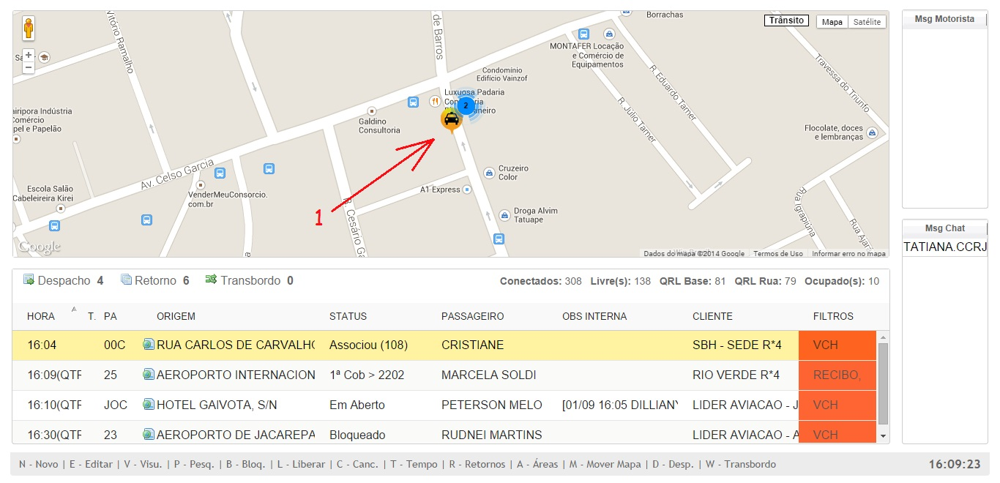 Vitório Ramalho
de Barros
Borrachas
Trânsito
Mapa
Satélite
Msg Motorista
+
−
MONTAFER Locação
e Comércio de
Equipamentos
Condomínio
Edifício Vainzof
R. Eduardo Tamer
Travessa do Triunfo
Luxuosa Padaria
2
R. Júlio Tamer
airipora Indústria
Comércio
pel e Papelão
Galdino
Consultoria
Flocolate, doces
e lembranças
Av. Celso Garcia
Cruzeiro
Color
Escola Salão
Cabeleireira Kirei
VenderMeuConsorcio.
com.br
A1 Express
Rua Igarapiúna
1
R. Cesário Ga
Droga Alvim
Tatuape
Rua Ajara
Google
Dados do mapa ©2014 Google
Termos de Uso
Informar erro no mapa
Msg Chat
TATIANA.CCRJ
Despacho 4
Retorno 6
Transbordo 0
Conectados: 308 Livre(s): 138 QRL Base: 81 QRL Rua: 79 Ocupado(s): 10
HORA T. PA ORIGEM STATUS PASSAGEIRO OBS INTERNA CLIENTE FILTROS
16:04 00C RUA CARLOS DE CARVALHO Associou (108) CRISTIANE SBH - SEDE R*4 VCH
16:09(QTF 25 AEROPORTO INTERNACION 1ª Cob > 2202 MARCELA SOLDI RIO VERDE R*4 RECIBO,
16:10(QTF JOC HOTEL GAIVOTA, S/N Em Aberto PETERSON MELO [01/09 16:05 DILLIANY LIDER AVIACAO - J VCH
16:30(QTF 23 AEROPORTO DE JACAREPA Bloqueado RUDNEI MARTINS LIDER AVIACAO - A VCH
N - Novo | E - Editar | V - Visu. | P - Pesq. | B - Bloq. | L - Liberar | C - Canc. | T - Tempo | R - Retornos | A - Áreas | M - Mover Mapa | D - Desp. | W - Transbordo
16:09:23